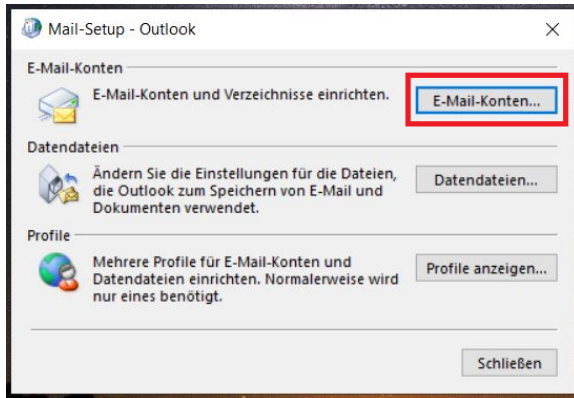 Mail-Setup - Outlook
E-Mail-Konten
E-Mail-Konten und Verzeichnisse einrichten.
E-Mail-Konten...
Datendateien
Ändern Sie die Einstellungen für die Dateien,
die Outlook zum Speichern von E-Mail und
Dokumenten verwendet.
Datendateien...
Profile
Mehrere Profile für E-Mail-Konten und
Datendateien einrichten. Normalerweise wird
nur eines benötigt.
Profile anzeigen...
Schließen